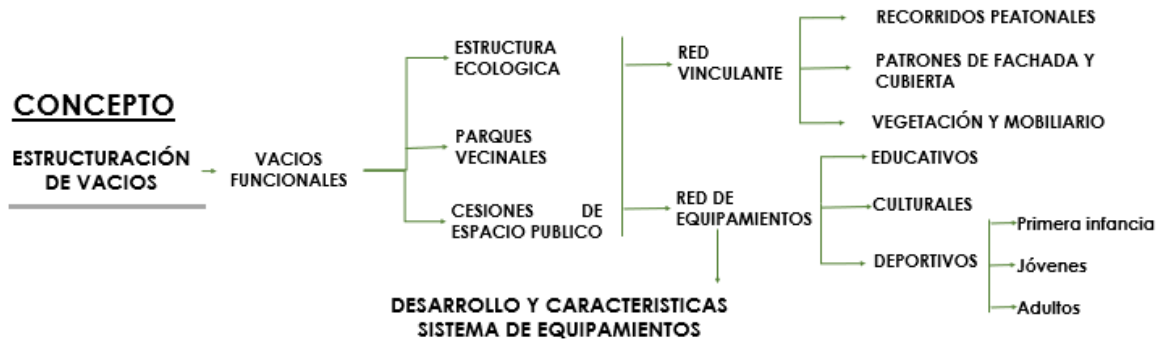 CONCEPTO
ESTRUCTURACIÓN
DE VACIOS
VACIOS
FUNCIONALES
ESTRUCTURA
ECOLOGICA
PARQUES
VECINALES
CESIONES DE
ESPACIO PUBLICO
RED
VINCULANTE
RECORRIDOS PEATONALES
PATRONES DE FACHADA Y
CUBIERTA
VEGETACIÓN Y MOBILIARIO
RED DE
EQUIPAMIENTOS
EDUCATIVOS
CULTURALES
DEPORTIVOS
Primera infancia
Jóvenes
Adultos
DESARROLLO Y CARACTERISTICAS
SISTEMA DE EQUIPAMIENTOS